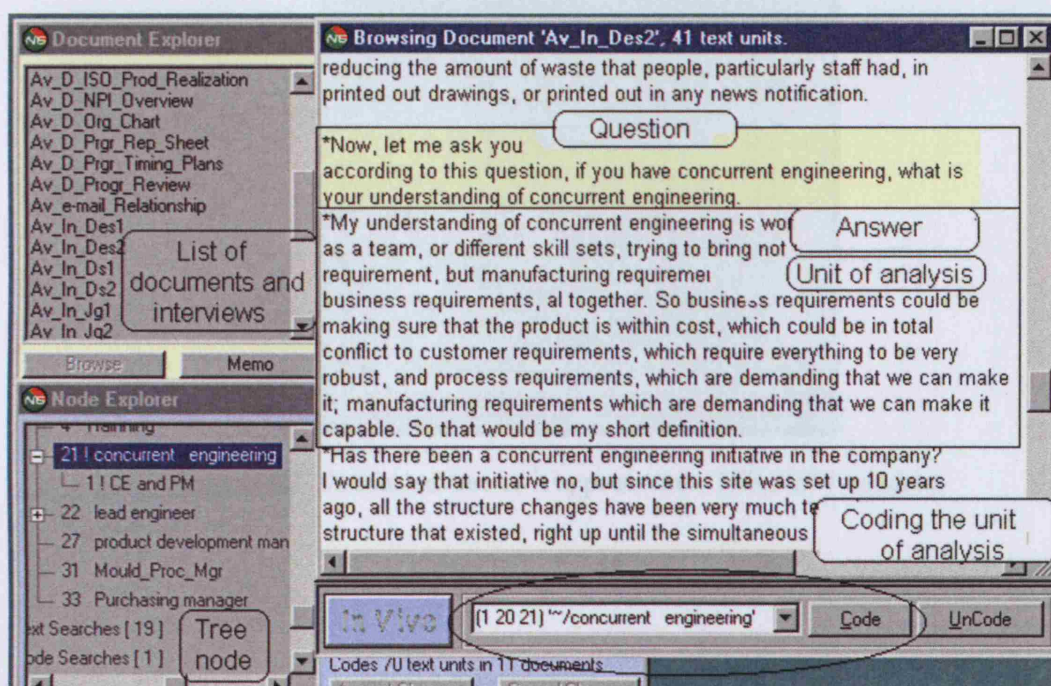 N6 Document Explorer
Av_D_ISO_Prod_Realization
Av_D_NPI_Overview
Av_D_Org_Chart
Av_D_Prgr_Rep_Sheet
Av_D_Prgr_Timing_Plans
Av_D_Progr_Review
Av_e-mail_Relationship
Av_In_Des1
Av_In_Des2
Av_In_Ds1
Av_In_Ds2
Av_In_Jg1
Av_In_Jg2
List of
documents and
interviews
Browse Memo
N6 Node Explorer
21 ! concurrent engineering
1 ! CE and PM
22 lead engineer
27 product development man
31 Mould_Proc_Mgr
33 Purchasing manager
ext Searches [ 19 ]
ode Searches [ 1 ]
Tree
node
N6 Browsing Document 'Av_In_Des2', 41 text units.
reducing the amount of waste that people, particularly staff had, in
printed out drawings, or printed out in any news notification.
Question
*Now, let me ask you
according to this question, if you have concurrent engineering, what is
your understanding of concurrent engineering.
*My understanding of concurrent engineering is wo
Answer
as a team, or different skill sets, trying to bring not
requirement, but manufacturing requiremen
Unit of analysis
business requirements, al together. So business requirements could be
making sure that the product is within cost, which could be in total
conflict to customer requirements, which require everything to be very
robust, and process requirements, which are demanding that we can make
it; manufacturing requirements which are demanding that we can make it
capable. So that would be my short definition.
*Has there been a concurrent engineering initiative in the company?
I would say that initiative no, but since this site was set up 10 years
ago, all the structure changes have been very much te
structure that existed, right up until the simultaneous
Coding the unit
of analysis
In Vivo
(1 20 21) '~/concurrent engineering'
Code
UnCode
Codes 70 text units in 11 documents